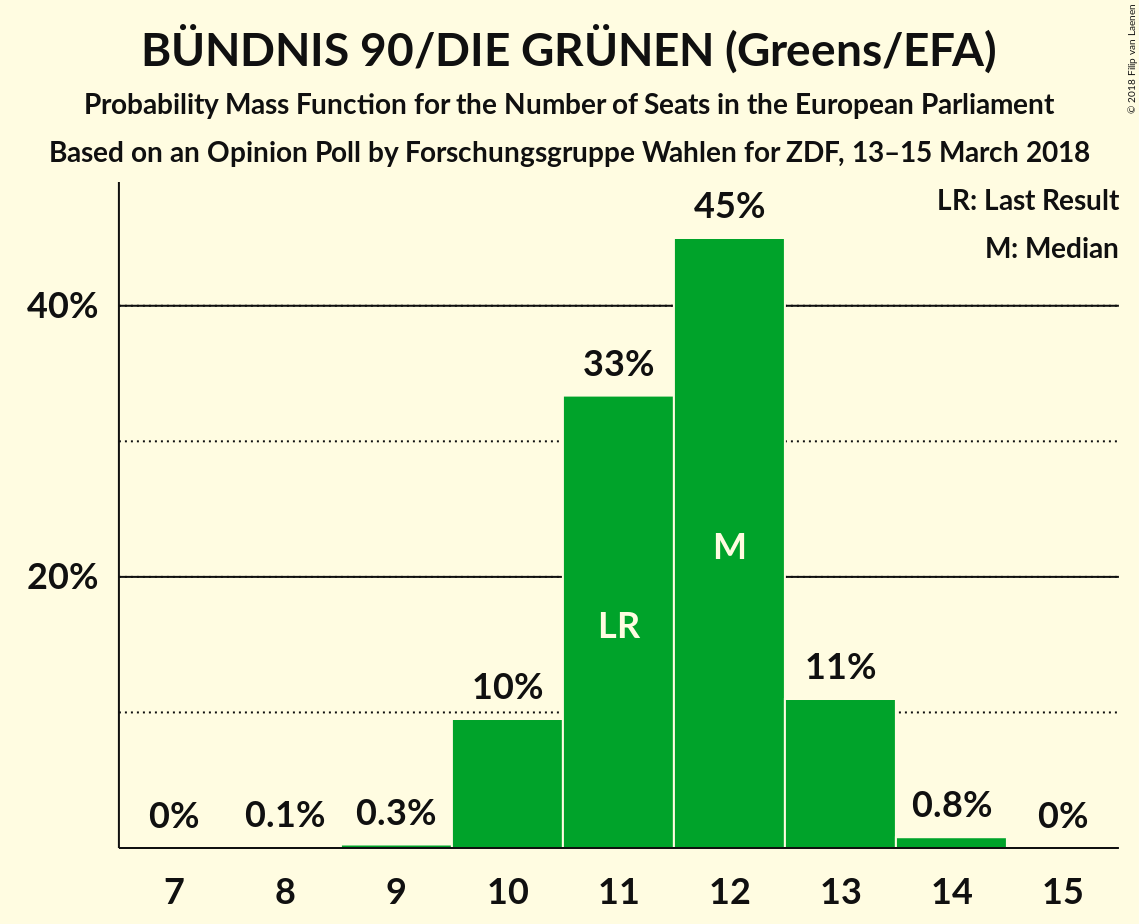 BÜNDNIS 90/DIE GRÜNEN (Greens/EFA)
Probability Mass Function for the Number of Seats in the European Parliament
Based on an Opinion Poll by Forschungsgruppe Wahlen for ZDF, 13–15 March 2018
© 2018 Filip van Laenen
LR: Last Result
M: Median
45%
40%
33%
M
20%
LR
11%
10%
0%
0.1%
0.3%
0.8%
0%
7 8 9 10 11 12 13 14 15